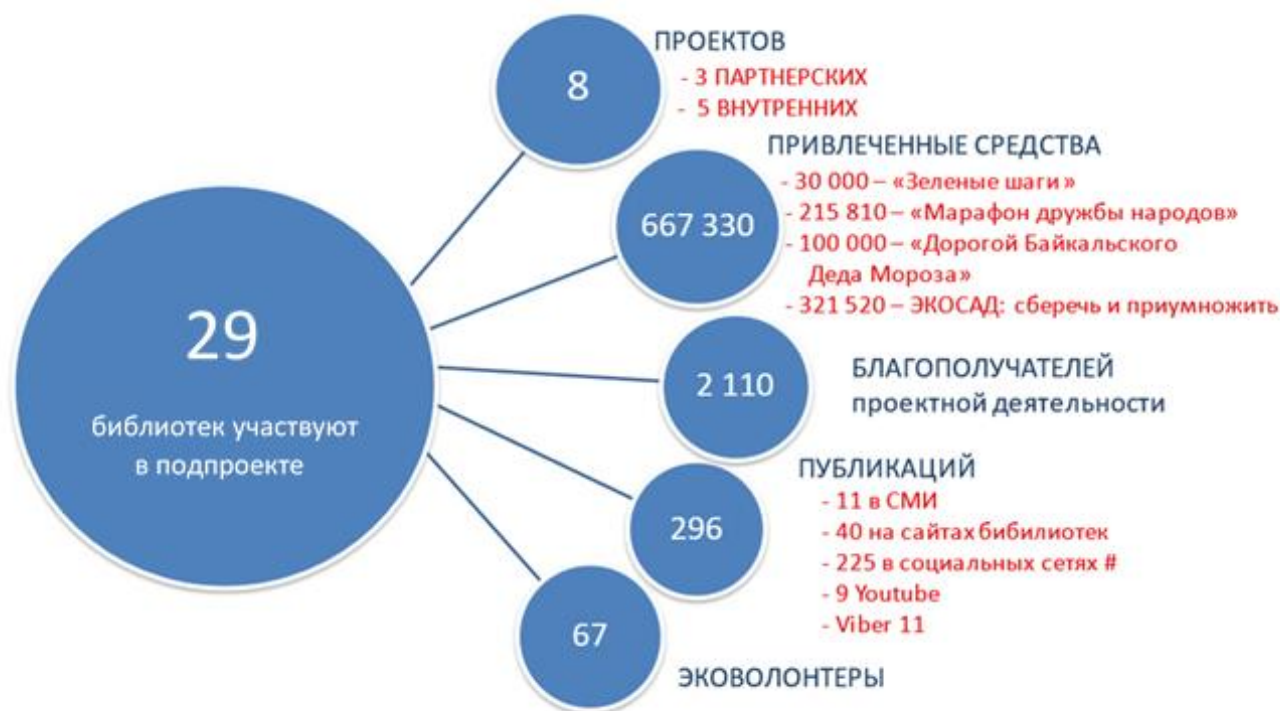 29
библиотек участвуют
в подпроекте
8
ПРОЕКТОВ
- 3 ПАРТНЕРСКИХ
- 5 ВНУТРЕННИХ
667 330
ПРИВЛЕЧЕННЫЕ СРЕДСТВА
- 30 000 – «Зеленые шаги »
- 215 810 – «Марафон дружбы народов»
- 100 000 – «Дорогой Байкальского
Деда Мороза»
- 321 520 – ЭКОСАД: сберечь и приумножить
2 110
БЛАГОПОЛУЧАТЕЛЕЙ
проектной деятельности
296
ПУБЛИКАЦИЙ
- 11 в СМИ
- 40 на сайтах бибилиотек
- 225 в социальных сетях #
- 9 Youtube
- Viber 11
67
ЭКОВОЛОНТЕРЫ